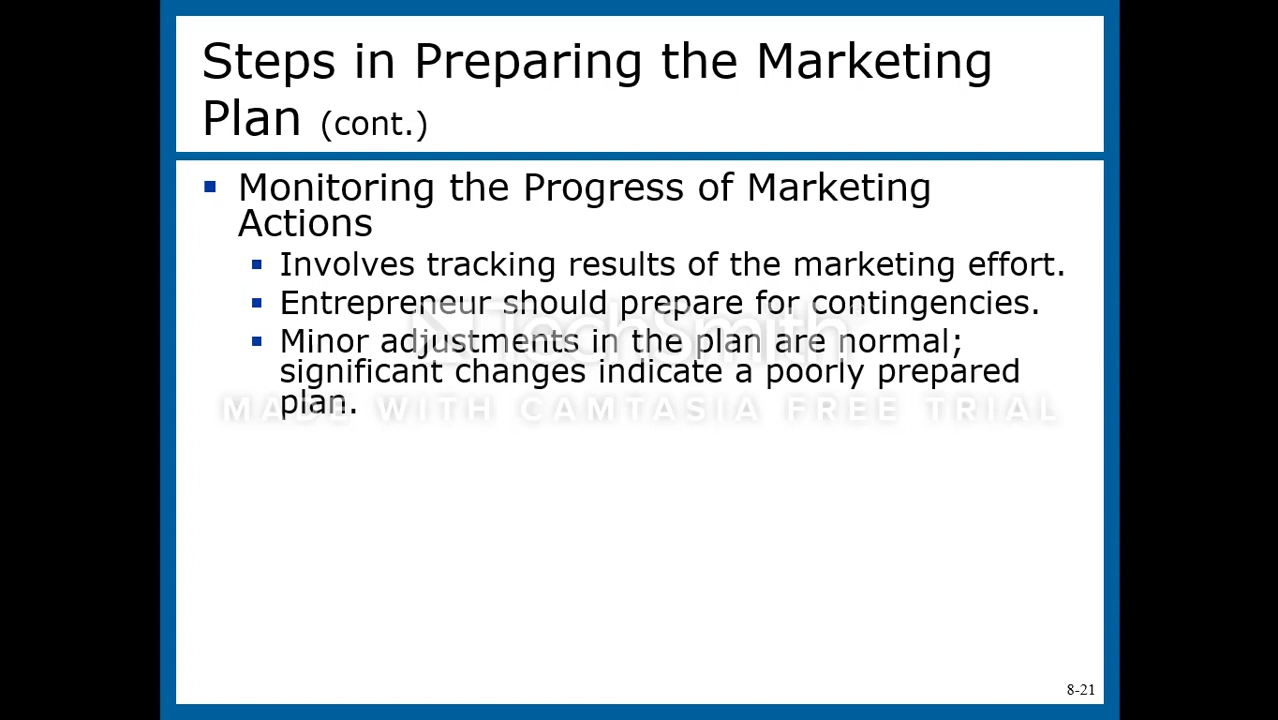 Steps in Preparing the Marketing
Plan (cont.)
Monitoring the Progress of Marketing
Actions
Involves tracking results of the marketing effort.
Entrepreneur should prepare for contingencies.
Minor adjustments in the plan are normal;
significant changes indicate a poorly prepared
plan.
TechSmith
MADE WITH CAMTASIA FREE TRIAL
8-21